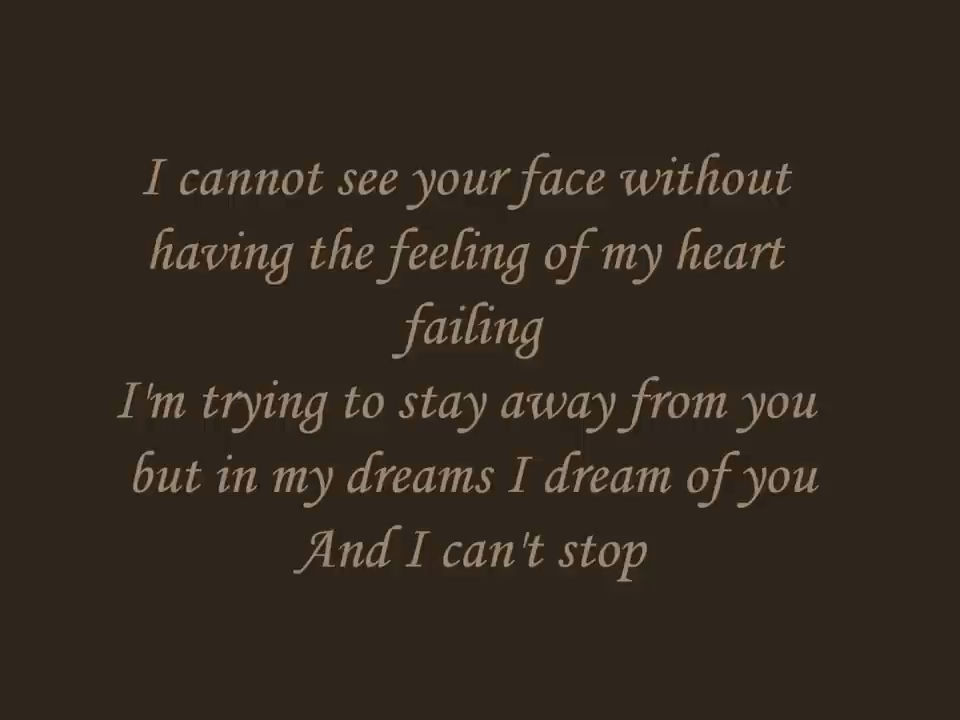 I cannot see your face without
having the feeling of my heart
failing
I'm trying to stay away from you
but in my dreams I dream of you
And I can't stop